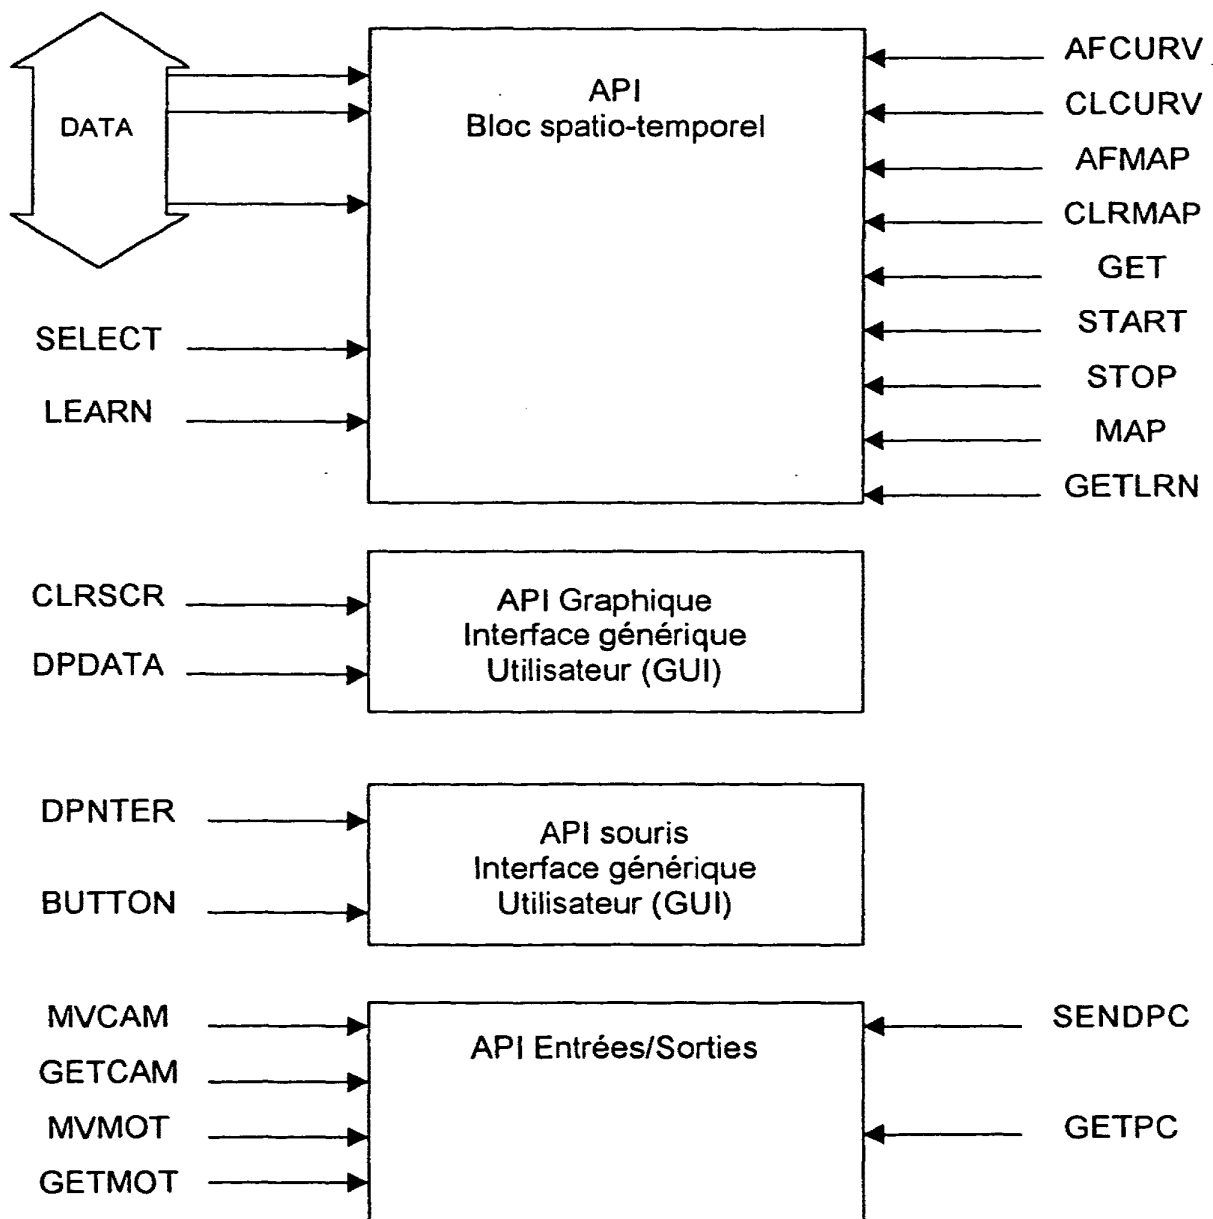 DATA
SELECT
LEARN
API
Bloc spatio-temporel
AFCURV
CLCURV
AFMAP
CLRMAP
GET
START
STOP
MAP
GETLRN
CLRSCR
DPDATA
API Graphique
Interface générique
Utilisateur (GUI)
DPNTER
BUTTON
API souris
Interface générique
Utilisateur (GUI)
MVCAM
GETCAM
MVMOT
GETMOT
API Entrées/Sorties
SENDPC
GETPC